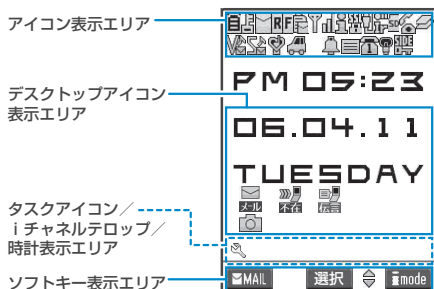 アイコン表示エリア
PM 05:23
デスクトップアイコン
表示エリア
06.04.11
TUESDAY
メール 不在 伝言
タスクアイコン/
iチャネルテロップ/
時計表示エリア
ソフトキー表示エリア
MAIL 選択 imode